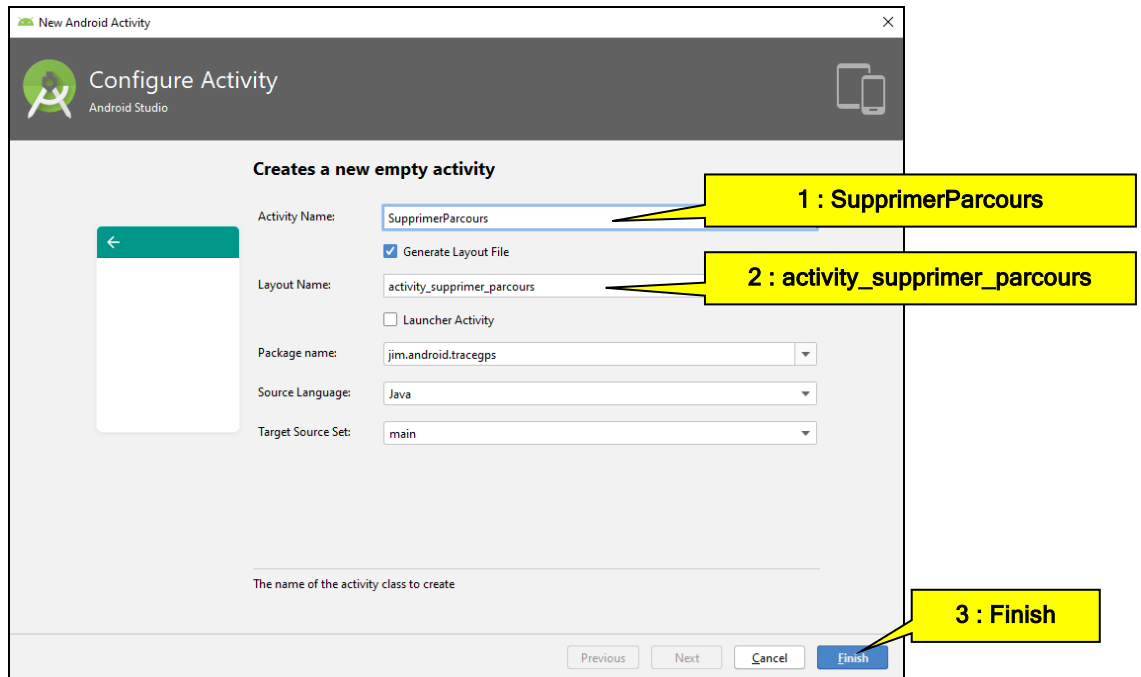 New Android Activity
Configure Activity
Android Studio
Creates a new empty activity
1 : SupprimerParcours
Activity Name:
SupprimerParcours
Generate Layout File
2 : activity_supprimer_parcours
Layout Name:
activity_supprimer_parcours
Launcher Activity
Package name:
jim.android.tracegps
Source Language:
Java
Target Source Set:
main
The name of the activity class to create
3 : Finish
Previous
Next
Cancel
Finish